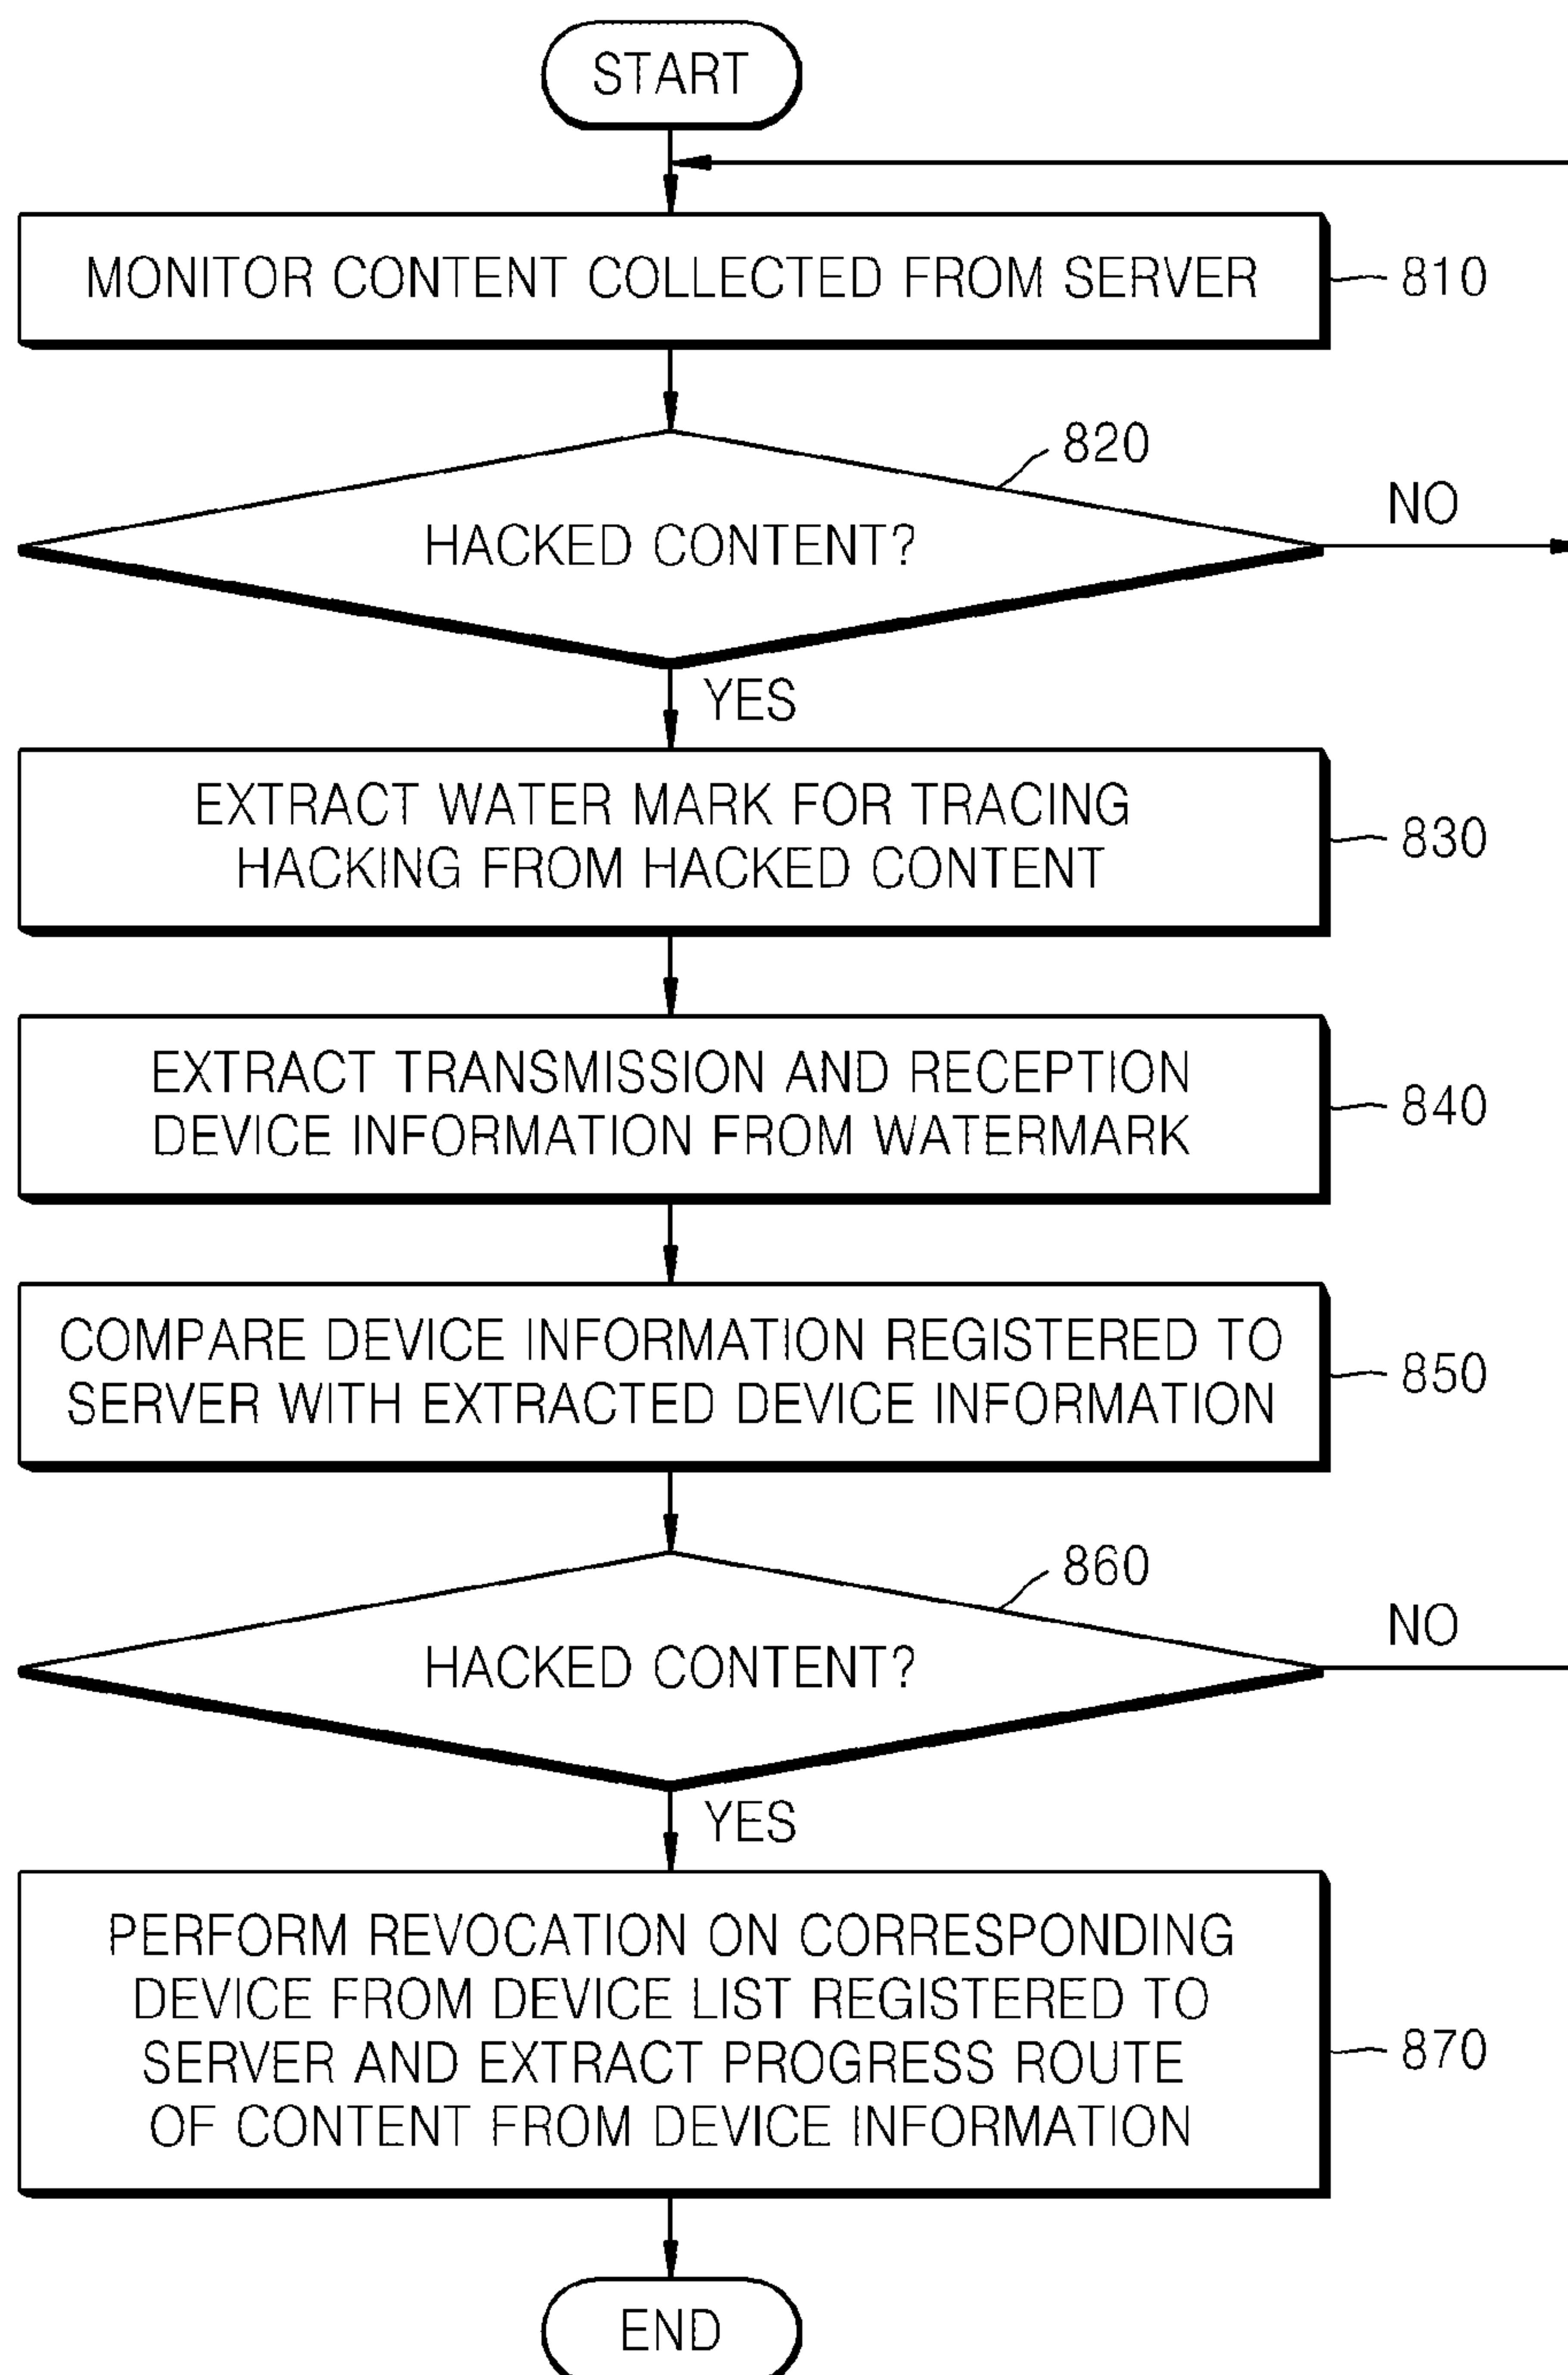 START
MONITOR CONTENT COLLECTED FROM SERVER
810
820
HACKED CONTENT?
NO
YES
EXTRACT WATER MARK FOR TRACING
HACKING FROM HACKED CONTENT
830
EXTRACT TRANSMISSION AND RECEPTION
DEVICE INFORMATION FROM WATERMARK
840
COMPARE DEVICE INFORMATION REGISTERED TO
SERVER WITH EXTRACTED DEVICE INFORMATION
850
860
HACKED CONTENT?
NO
YES
PERFORM REVOCATION ON CORRESPONDING
DEVICE FROM DEVICE LIST REGISTERED TO
SERVER AND EXTRACT PROGRESS ROUTE
OF CONTENT FROM DEVICE INFORMATION
870
END